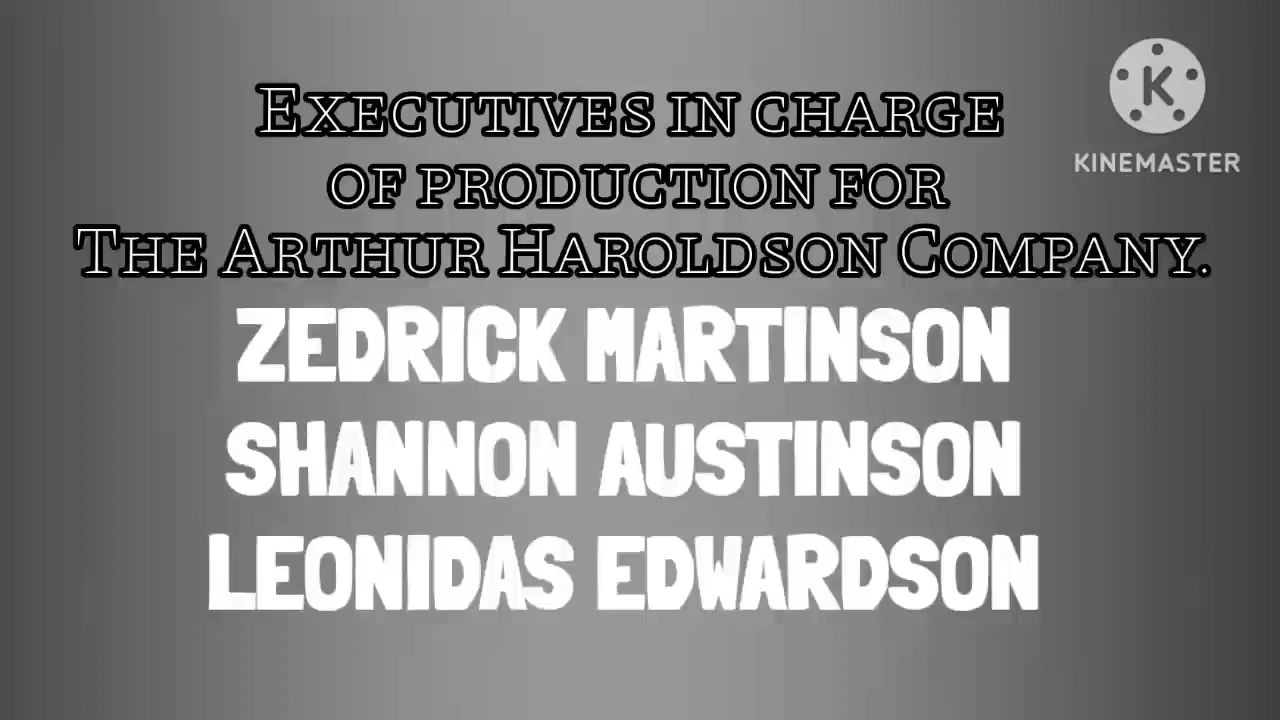 Executives in charge
of production for
The Arthur Haroldson Company.
ZEDRICK MARTINSON
SHANNON AUSTINSON
LEONIDAS EDWARDSON
K
KINEMASTER